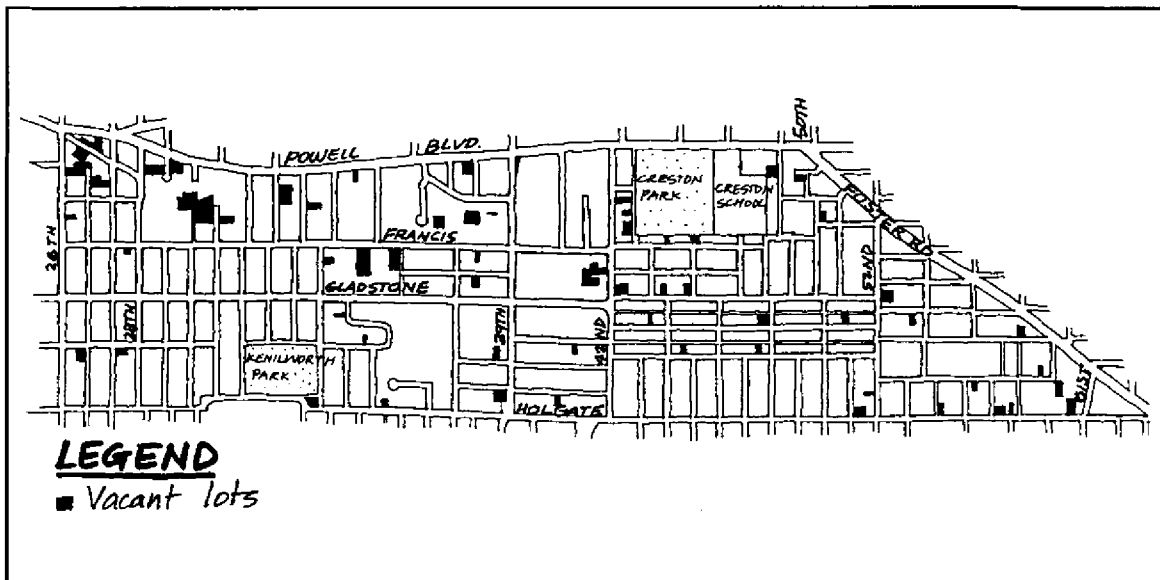 50TH
POWELL BLVD.
CRESTON
PARK
CRESTON
SCHOOL
FOSTER RD
26TH
FRANCIS
52ND
GLADSTONE
28TH
39TH
42ND
KENILWORTH
PARK
61ST
HOLGATE
LEGEND
Vacant lots